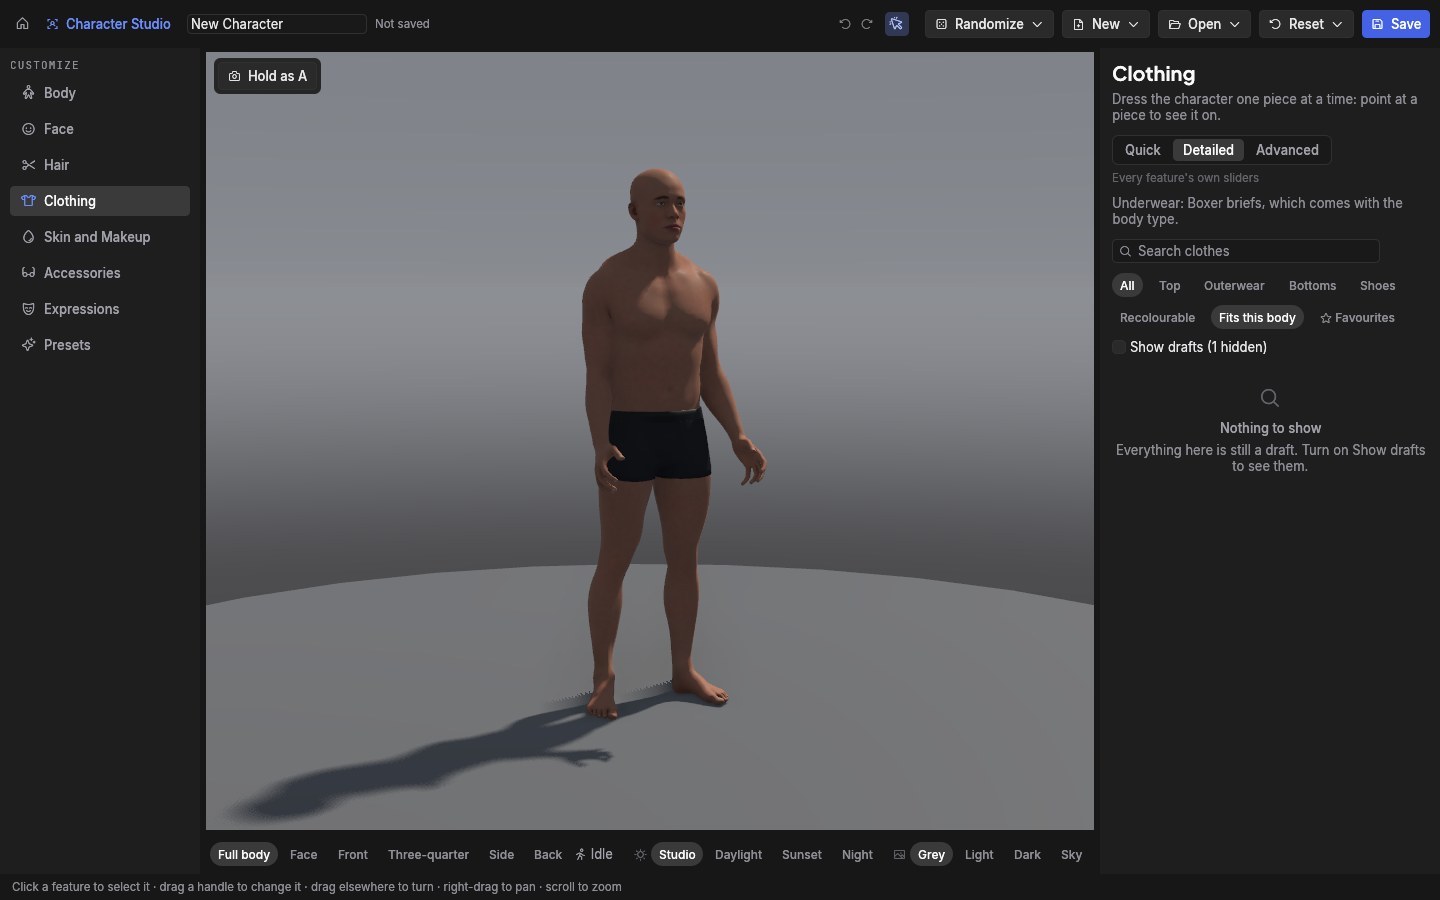 Character Studio
New Character
Not saved
Randomize
New
Open
Reset
Save
CUSTOMIZE
Body
Face
Hair
Clothing
Skin and Makeup
Accessories
Expressions
Presets
Hold as A
Clothing
Dress the character one piece at a time: point at a
piece to see it on.
Quick
Detailed
Advanced
Every feature's own sliders
Underwear: Boxer briefs, which comes with the
body type.
Search clothes
All
Top
Outerwear
Bottoms
Shoes
Recolourable
Fits this body
Favourites
Show drafts (1 hidden)
Nothing to show
Everything here is still a draft. Turn on Show drafts
to see them.
Full body
Face
Front
Three-quarter
Side
Back
Idle
Studio
Daylight
Sunset
Night
Grey
Light
Dark
Sky
Click a feature to select it · drag a handle to change it · drag elsewhere to turn · right-drag to pan · scroll to zoom